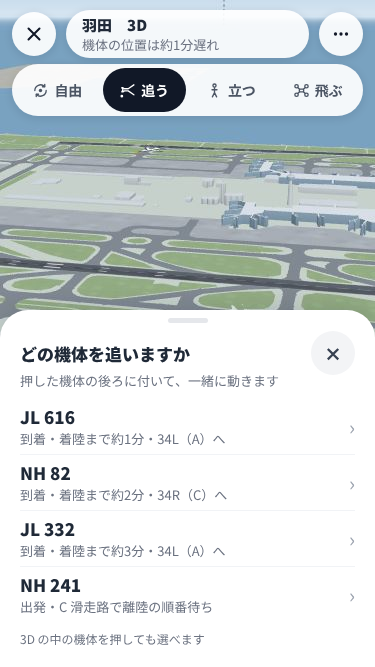 羽田　3D
機体の位置は約1分遅れ
自由
追う
立つ
飛ぶ
どの機体を追いますか
押した機体の後ろに付いて、一緒に動きます
JL 616
到着・着陸まで約1分・34L（A）へ
NH 82
到着・着陸まで約2分・34R（C）へ
JL 332
到着・着陸まで約3分・34L（A）へ
NH 241
出発・C 滑走路で離陸の順番待ち
3D の中の機体を押しても選べます